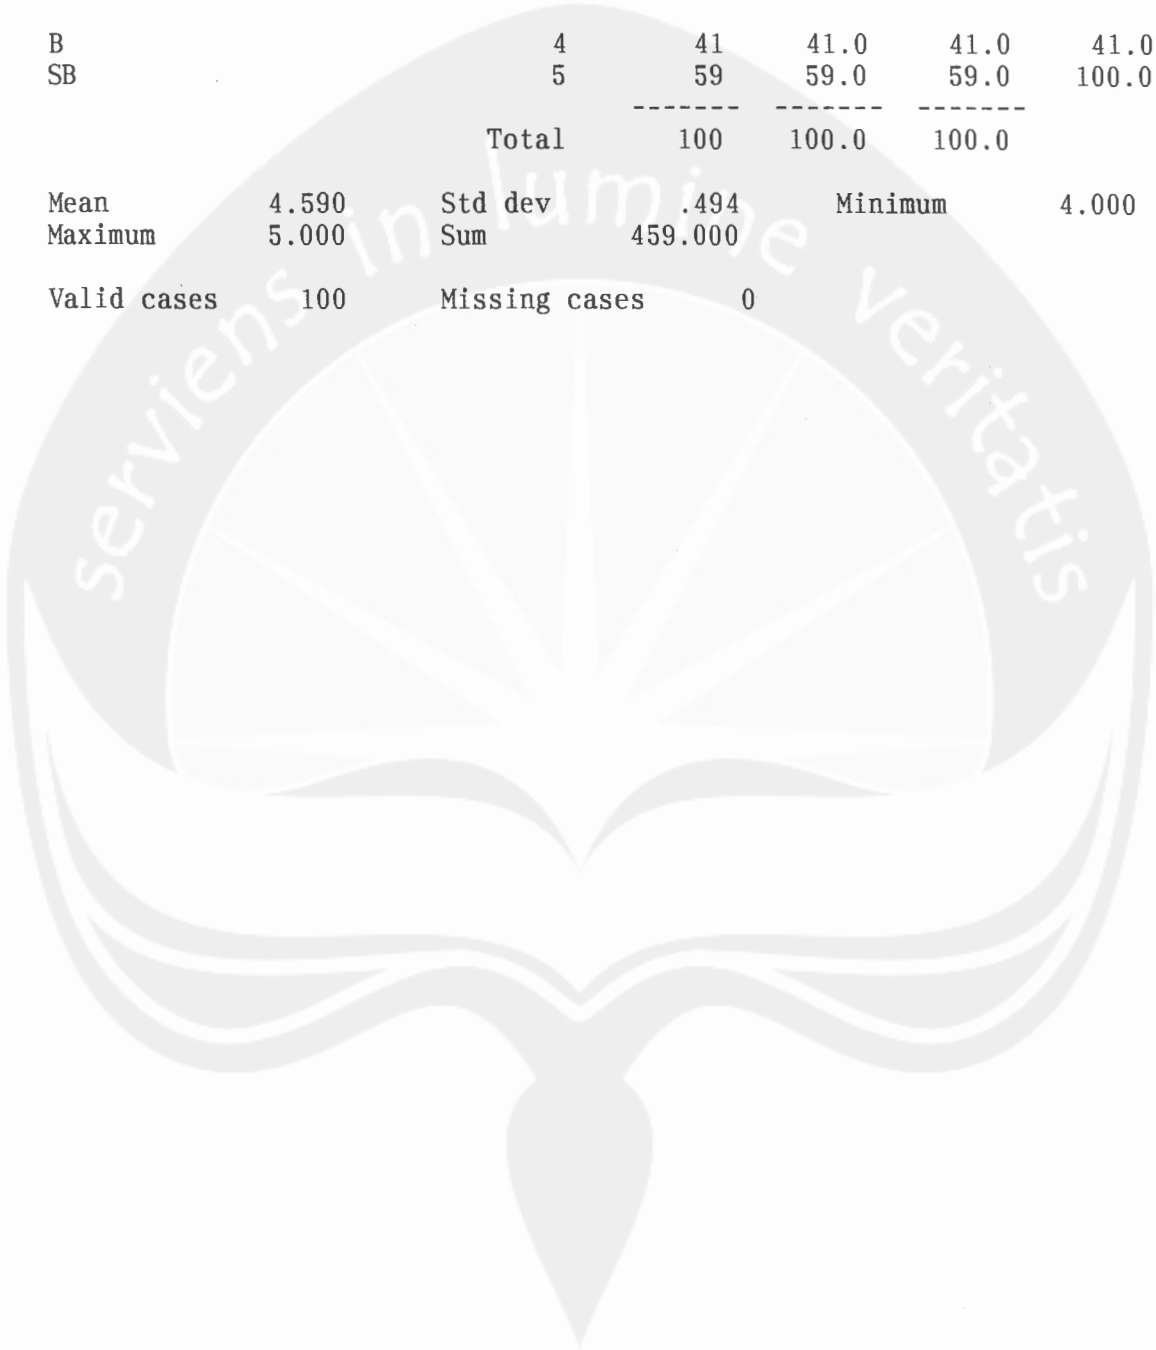 B 4 41 41.0 41.0 41.0
SB 5 59 59.0 59.0 100.0
------- ------- -------
Total 100 100.0 100.0
Mean 4.590 Std dev .494 Minimum 4.000
Maximum 5.000 Sum 459.000
Valid cases 100 Missing cases 0
serviens in lumine veritatis